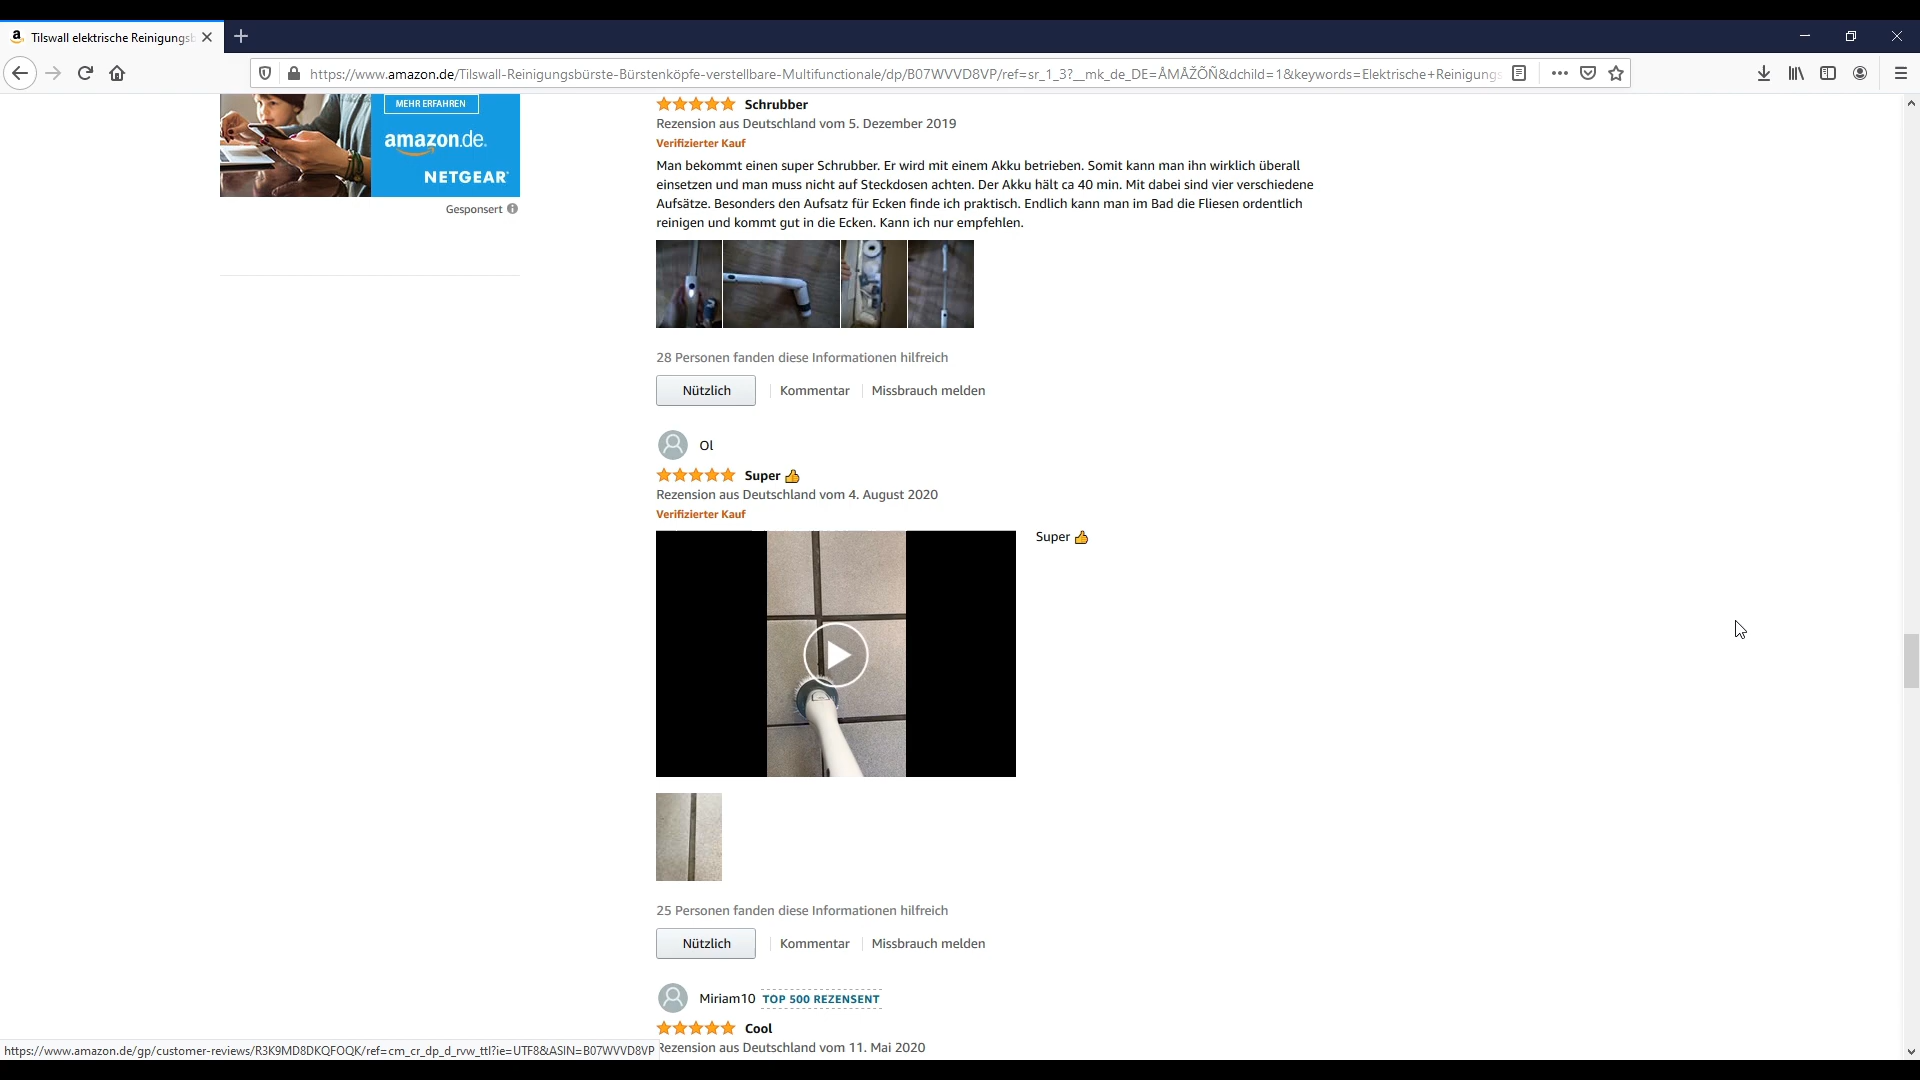 Tilswall elektrische Reinigungsb
https://www.amazon.de/Tilswall-Reinigungsbürste-Bürstenköpfe-verstellbare-Multifunctionale/dp/B07WVVD8VP/ref=sr_1_3?__mk_de_DE=ÅMÅŽÕÑ&dchild=1&keywords=Elektrische+Reinigungs
MEHR ERFAHREN
amazon.de
NETGEAR
Gesponsert
Schrubber
Rezension aus Deutschland vom 5. Dezember 2019
Verifizierter Kauf
Man bekommt einen super Schrubber. Er wird mit einem Akku betrieben. Somit kann man ihn wirklich überall
einsetzen und man muss nicht auf Steckdosen achten. Der Akku hält ca 40 min. Mit dabei sind vier verschiedene
Aufsätze. Besonders den Aufsatz für Ecken finde ich praktisch. Endlich kann man im Bad die Fliesen ordentlich
reinigen und kommt gut in die Ecken. Kann ich nur empfehlen.
28 Personen fanden diese Informationen hilfreich
Nützlich Kommentar Missbrauch melden
Ol
Super 👍
Rezension aus Deutschland vom 4. August 2020
Verifizierter Kauf
Super 👍
25 Personen fanden diese Informationen hilfreich
Nützlich Kommentar Missbrauch melden
Miriam10 TOP 500 REZENSENT
Cool
Rezension aus Deutschland vom 11. Mai 2020
https://www.amazon.de/gp/customer-reviews/R3K9MD8DKQFOQK/ref=cm_cr_dp_d_rvw_ttl?ie=UTF8&ASIN=B07WVVD8VP